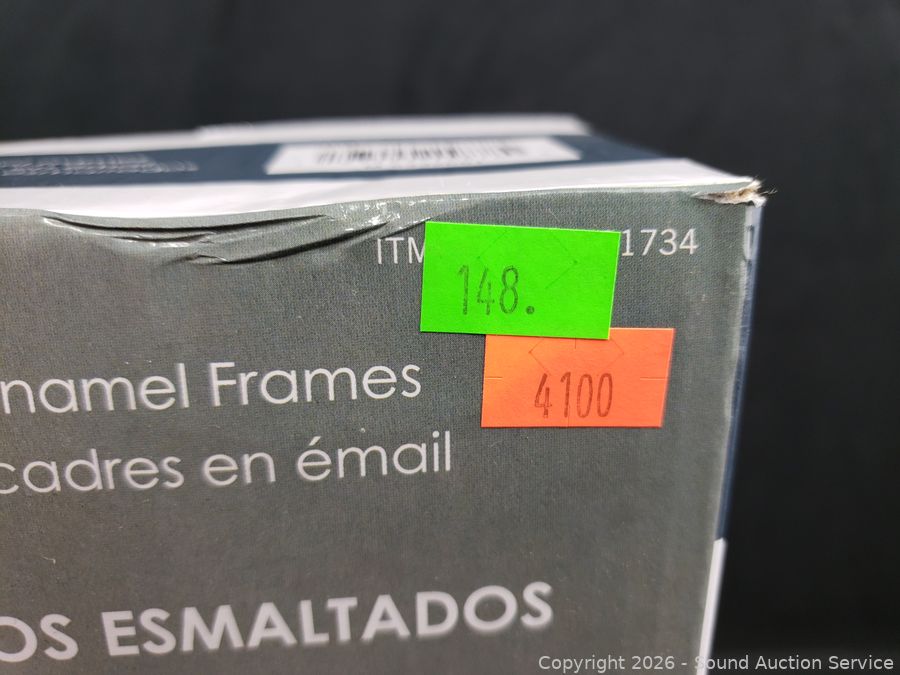 ITM 1734
148.
4100
namel Frames
cadres en émail
OS ESMALTADOS
Copyright 2026 - Sound Auction Service